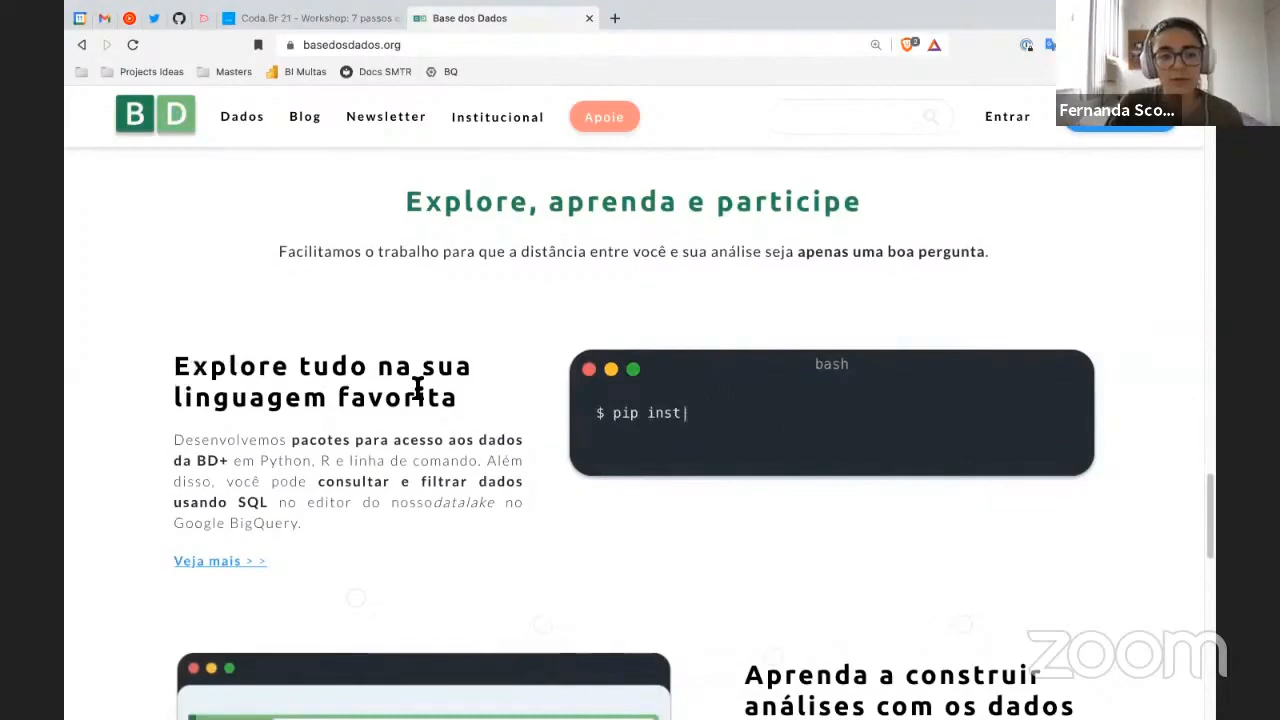 Coda.Br 21 - Workshop: 7 passos
Base dos Dados
basedosdados.org
Projects Ideas
Masters
BI Multas
Docs SMTR
BQ
BD
Dados
Blog
Newsletter
Institucional
Apoie
Entrar
Fernanda Sco...
Explore, aprenda e participe
Facilitamos o trabalho para que a distância entre você e sua análise seja apenas uma boa pergunta.
Explore tudo na sua
linguagem favorita
Desenvolvemos pacotes para acesso aos dados
da BD+ em Python, R e linha de comando. Além
disso, você pode consultar e filtrar dados
usando SQL no editor do nossodatalake no
Google BigQuery.
Veja mais > >
bash
$ pip inst
Aprenda a construir
análises com os dados
zoom